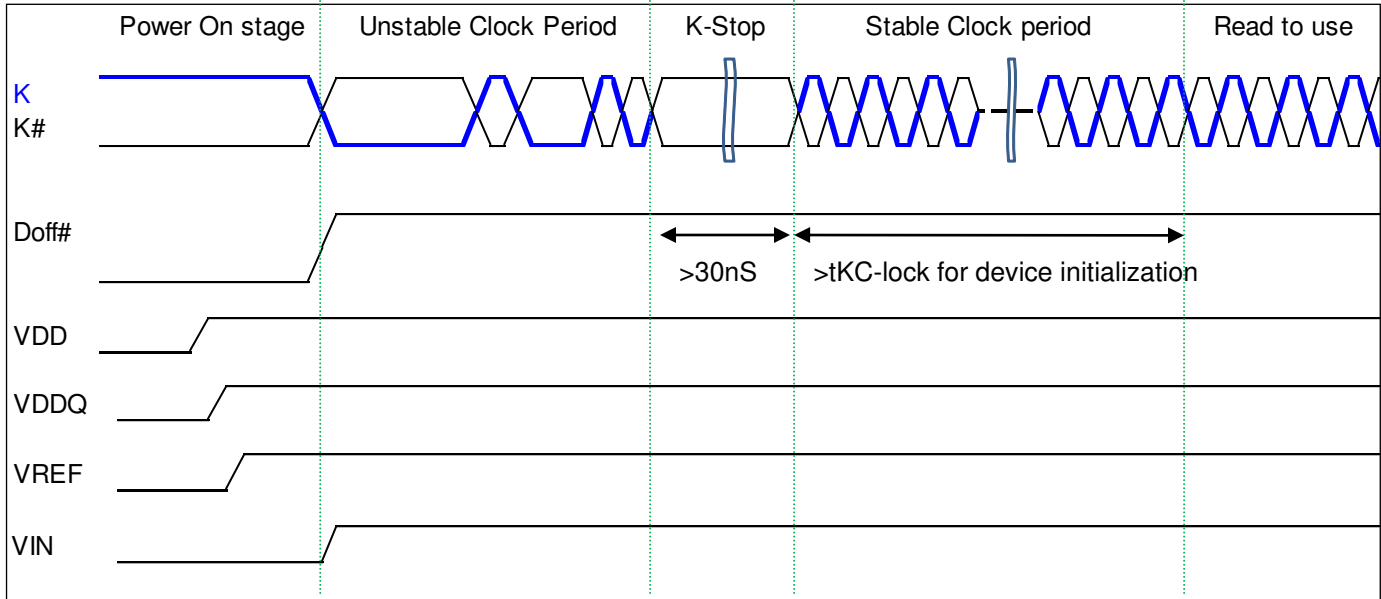 Power On stage
Unstable Clock Period
K-Stop
Stable Clock period
Read to use
K
K#
Doff#
>30nS
>tKC-lock for device initialization
VDD
VDDQ
VREF
VIN